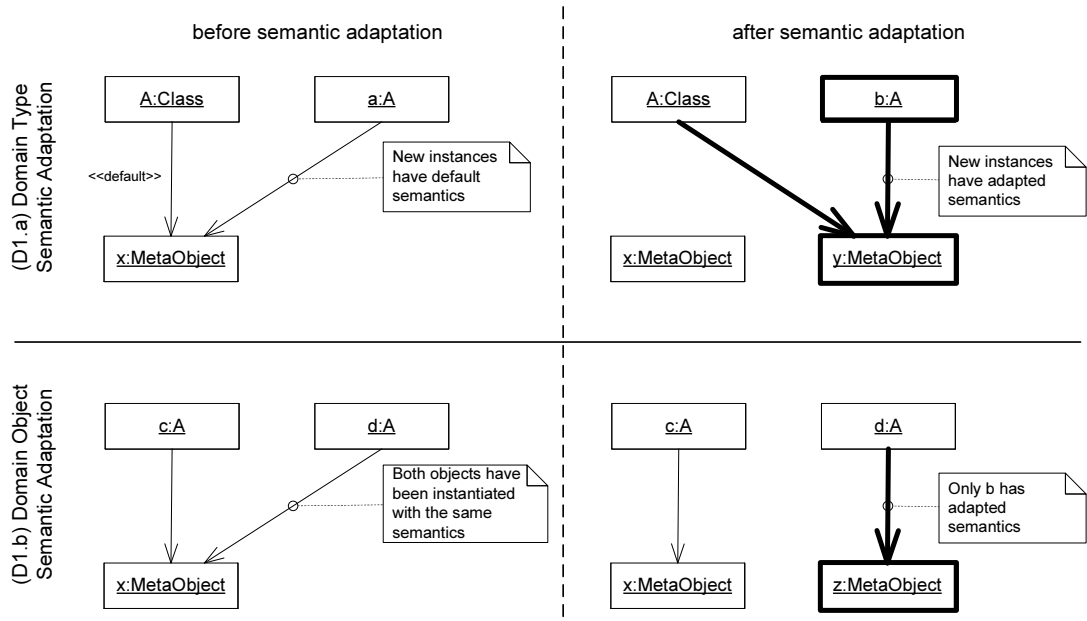 before semantic adaptation
after semantic adaptation
(D1.a) Domain Type
Semantic Adaptation
A:Class
a:A
<<default>>
New instances
have default
semantics
x:MetaObject
A:Class
b:A
New instances
have adapted
semantics
x:MetaObject
y:MetaObject
(D1.b) Domain Object
Semantic Adaptation
c:A
d:A
Both objects have
been instantiated
with the same
semantics
x:MetaObject
c:A
d:A
Only b has
adapted
semantics
x:MetaObject
z:MetaObject